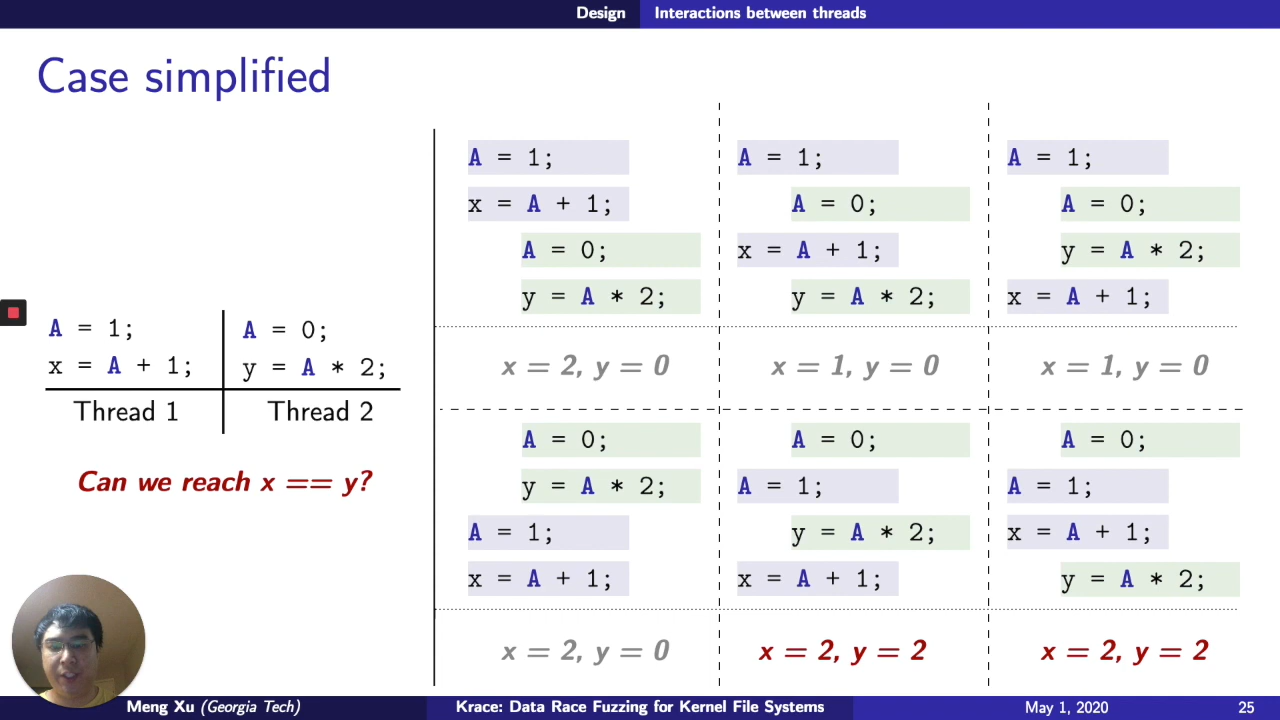 Design Interactions between threads
Case simplified
A = 1;
x = A + 1;
Thread 1
A = 0;
y = A * 2;
Thread 2
Can we reach x == y?
A = 1;
x = A + 1;
A = 0;
y = A * 2;
x = 2, y = 0
A = 1;
A = 0;
x = A + 1;
y = A * 2;
x = 1, y = 0
A = 1;
A = 0;
y = A * 2;
x = A + 1;
x = 1, y = 0
A = 0;
y = A * 2;
A = 1;
x = A + 1;
x = 2, y = 0
A = 0;
A = 1;
y = A * 2;
x = A + 1;
x = 2, y = 2
A = 0;
A = 1;
x = A + 1;
y = A * 2;
x = 2, y = 2
Meng Xu (Georgia Tech) Krace: Data Race Fuzzing for Kernel File Systems May 1, 2020 25